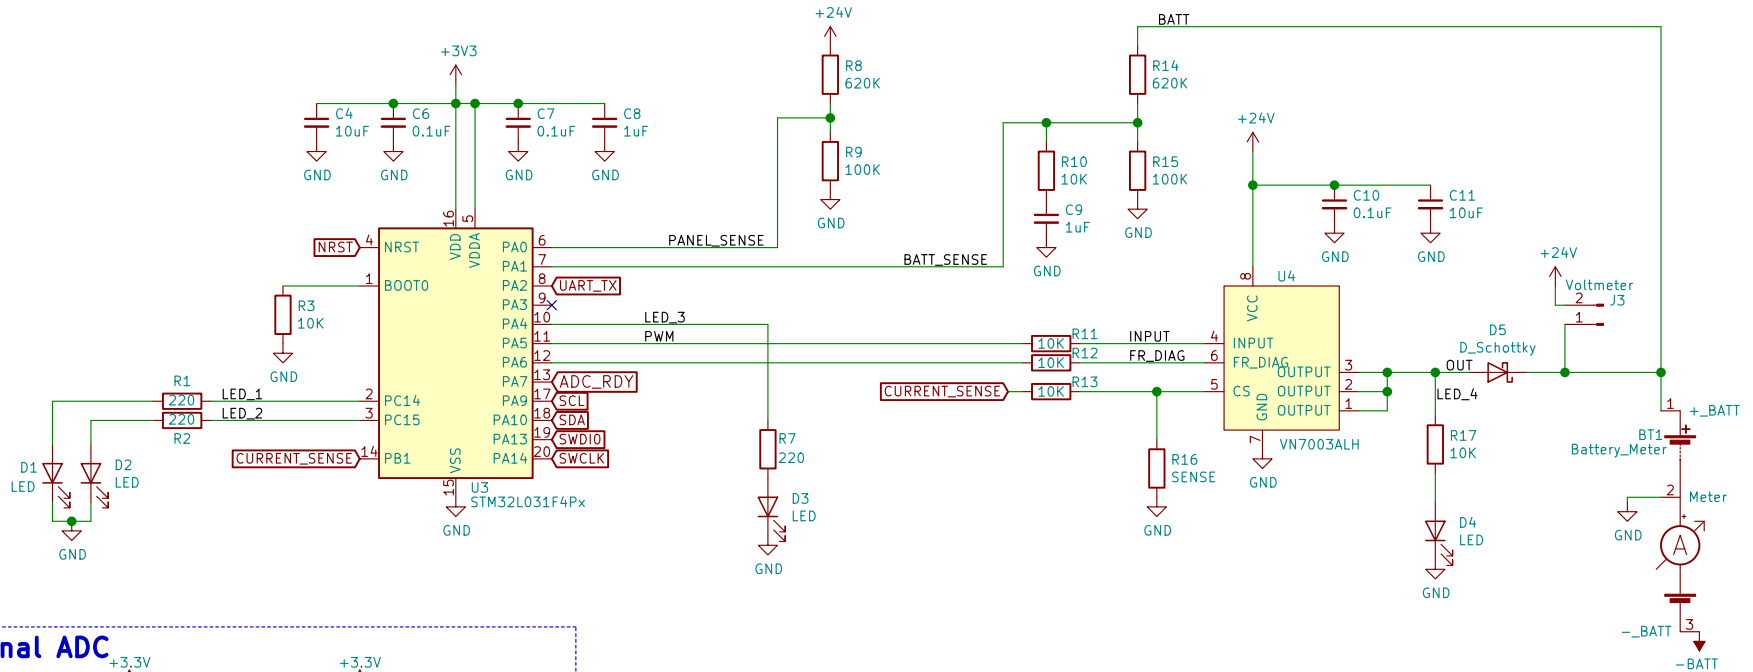 +24V
BATT
+3V3
R8
620K
R14
620K
C4
10uF
C6
0.1uF
C7
0.1uF
C8
1uF
GND
GND
GND
GND
R9
100K
GND
R10
10K
R15
100K
C9
1uF
GND
GND
+24V
C10
0.1uF
C11
10uF
GND
GND
+24V
Voltmeter
J3
2
1
16
5
VDD
VDDA
NRST
4
NRST
1
BOOT0
R3
10K
GND
PA0
6
PANEL_SENSE
PA1
7
BATT_SENSE
PA2
8
UART_TX
PA3
9
PA4
10
LED_3
PA5
11
PWM
PA6
12
PA7
13
ADC_RDY
PA9
17
SCL
PA10
18
SDA
PA13
19
SWDIO
PA14
20
SWCLK
R1
220
LED_1
2
PC14
220
LED_2
3
PC15
R2
CURRENT_SENSE
14
PB1
VSS
15
U3
STM32L031F4Px
GND
D1
LED
D2
LED
GND
R7
220
D3
LED
GND
10K
R11
INPUT
10K
R12
FR_DIAG
CURRENT_SENSE
10K
R13
U4
8
VCC
4
INPUT
6
FR_DIAG
5
CS
OUTPUT
3
OUTPUT
2
OUTPUT
1
GND
7
VN7003ALH
GND
R16
SENSE
GND
OUT
D5
D_Schottky
LED_4
R17
10K
D4
LED
GND
1
+_BATT
+
BT1
Battery_Meter
2
Meter
GND
+
A
-_BATT
3
-BATT
nal ADC
+3.3V
+3.3V